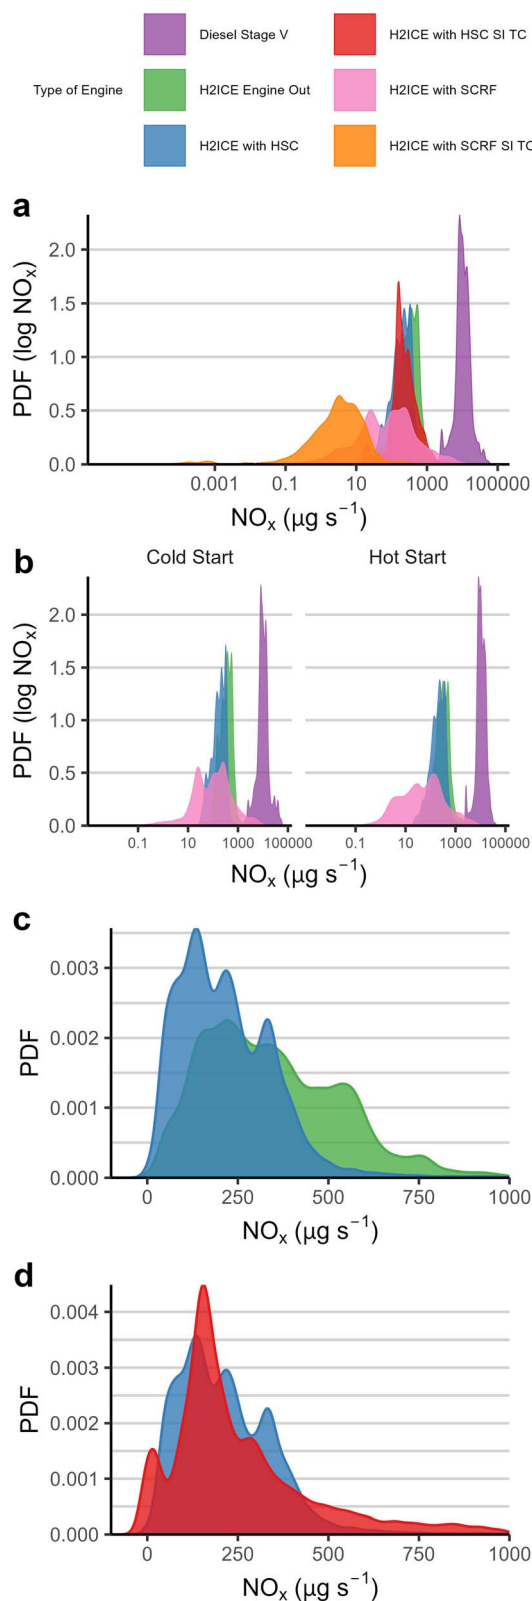 Type of Engine
Diesel Stage V
H2ICE with HSC SI TC
H2ICE Engine Out
H2ICE with SCRF
H2ICE with HSC
H2ICE with SCRF SI TC
a
PDF (log NOₓ)
2.0
1.5
1.0
0.5
0.0
0.001 0.1 10 1000 100000
NOₓ (µg s⁻¹)
b
Cold Start Hot Start
PDF (log NOₓ)
2.0
1.5
1.0
0.5
0.0
0.1 10 1000 100000 0.1 10 1000 100000
NOₓ (µg s⁻¹)
c
PDF
0.003
0.002
0.001
0.000
0 250 500 750 1000
NOₓ (µg s⁻¹)
d
PDF
0.004
0.003
0.002
0.001
0.000
0 250 500 750 1000
NOₓ (µg s⁻¹)